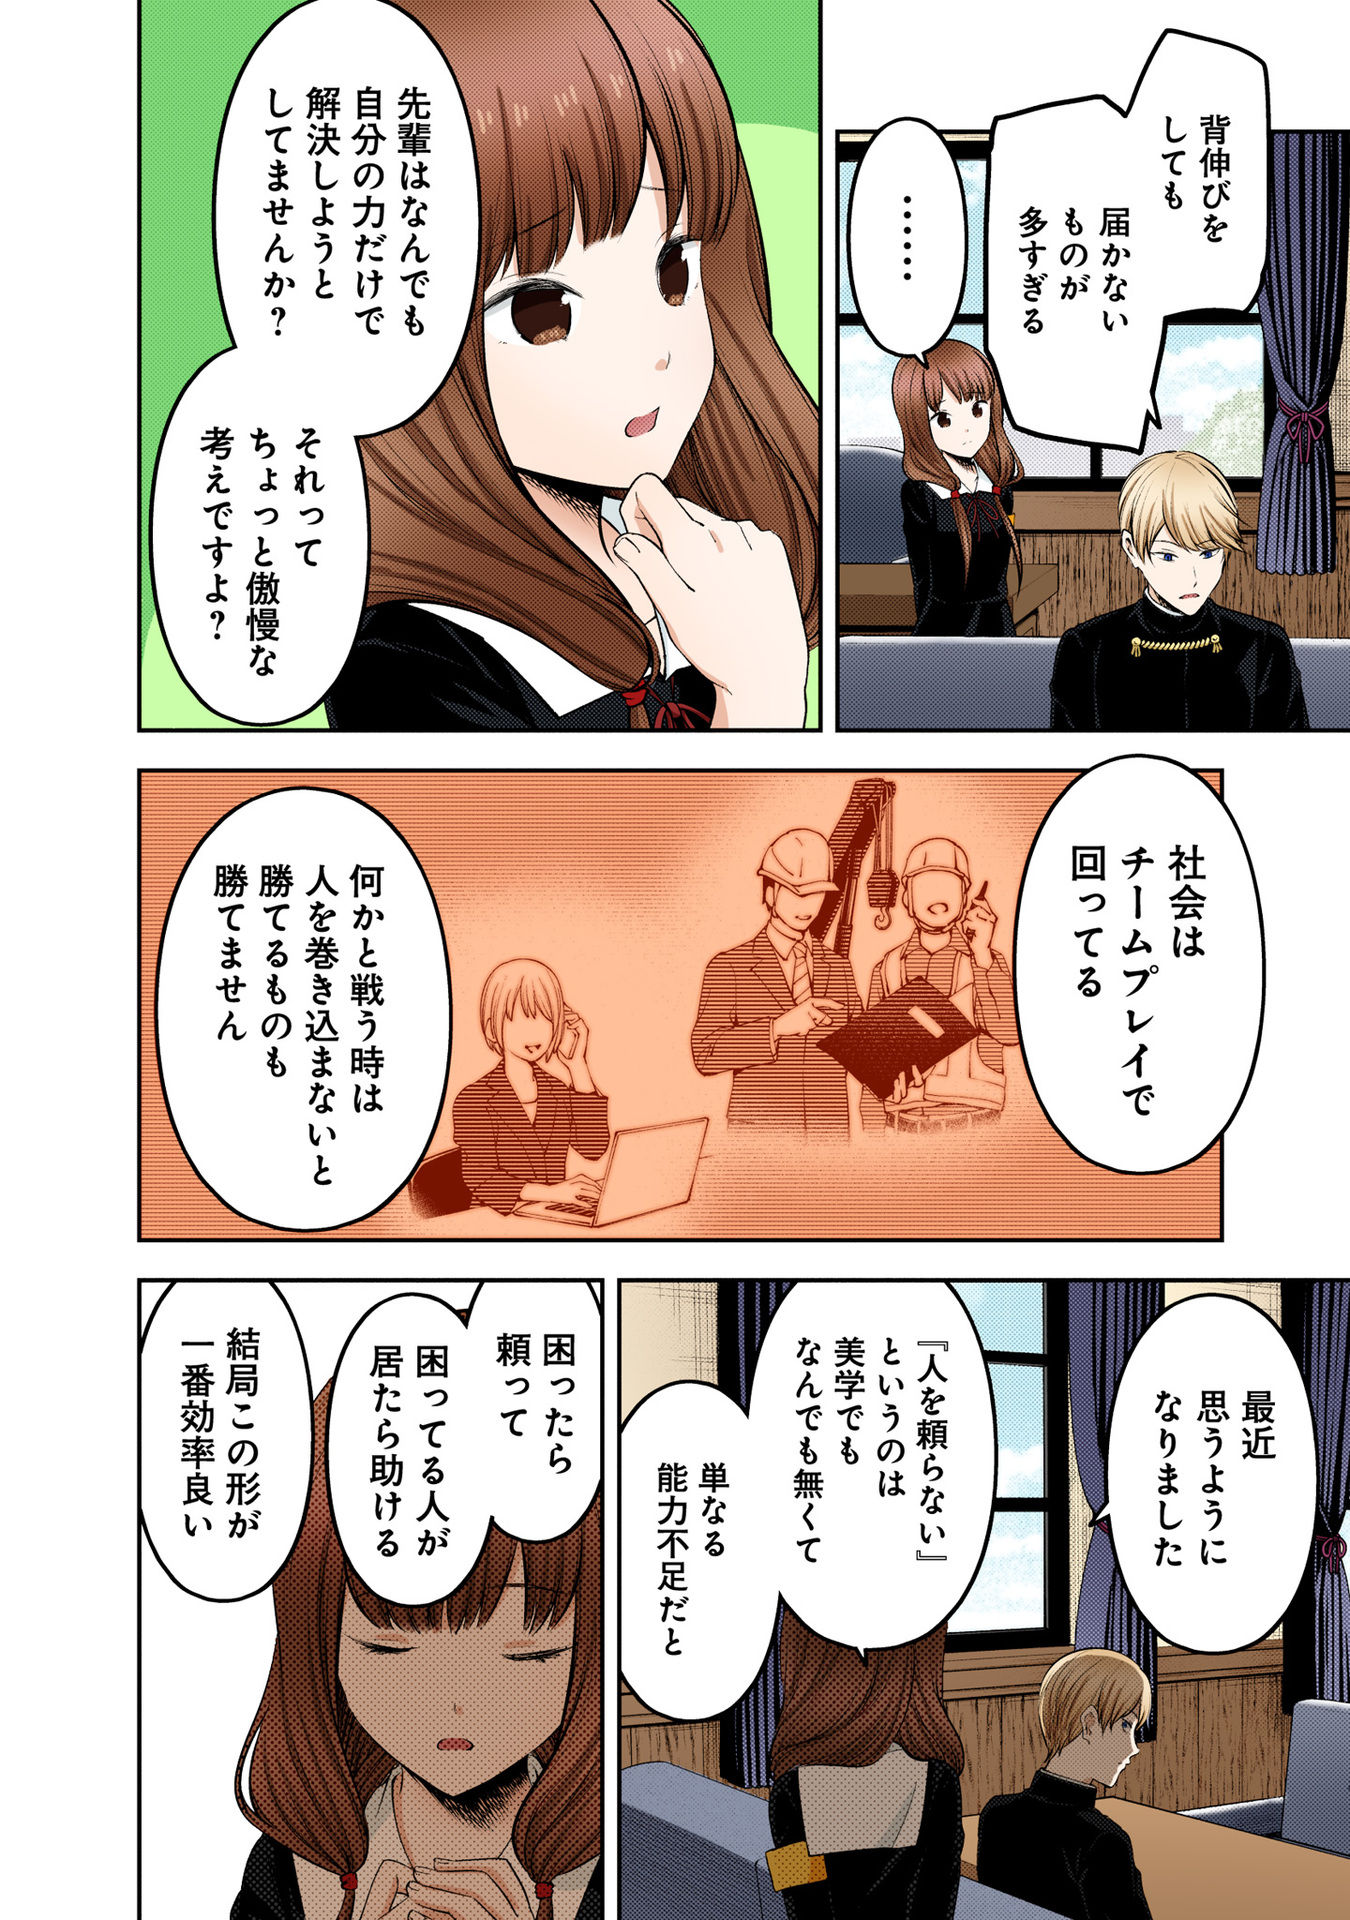 背伸びを
しても
届かない
ものが
多すぎる
……
先輩はなんでも
自分の力だけで
解決しようと
してませんか？
それって
ちょっと傲慢な
考えですよ？
社会は
チームプレイで
回ってる
何かと戦う時は
人を巻き込まないと
勝てるものも
勝てません
最近
思うように
なりました
『人を頼らない』
というのは
美学でも
なんでも無くて
単なる
能力不足だと
困ったら
頼って
困ってる人が
居たら助ける
結局この形が
一番効率良い